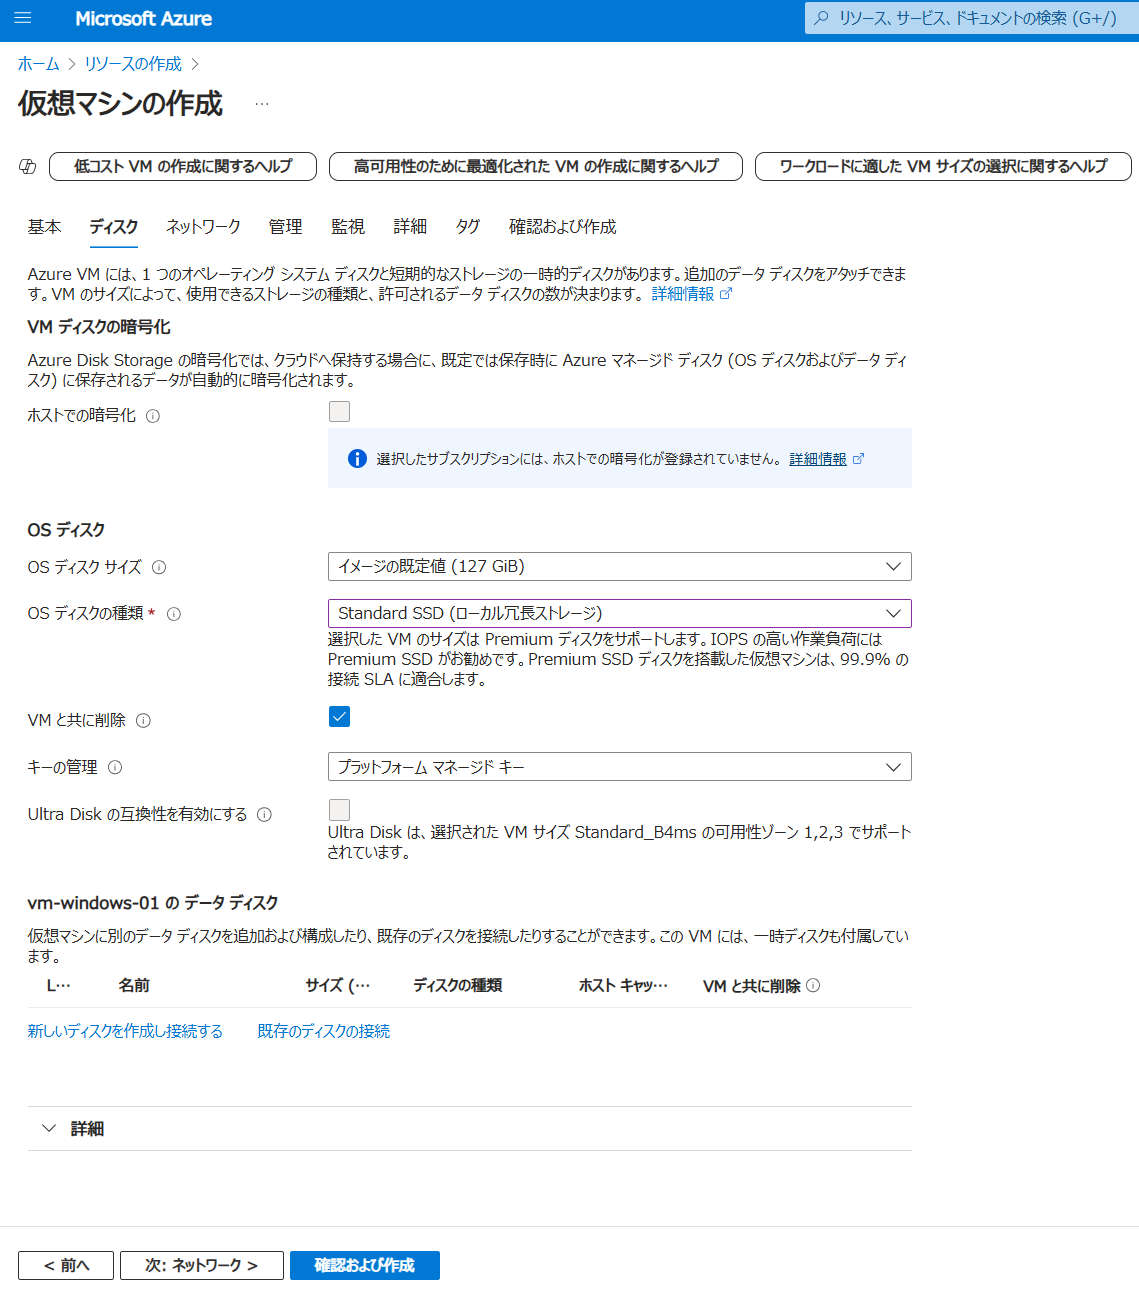 Microsoft Azure
リソース、サービス、ドキュメントの検索 (G+/)
ホーム > リソースの作成 >
仮想マシンの作成 …
低コスト VM の作成に関するヘルプ
高可用性のために最適化された VM の作成に関するヘルプ
ワークロードに適した VM サイズの選択に関するヘルプ
基本 ディスク ネットワーク 管理 監視 詳細 タグ 確認および作成
Azure VM には、1 つのオペレーティング システム ディスクと短期的なストレージの一時的ディスクがあります。追加のデータ ディスクをアタッチできま
す。VM のサイズによって、使用できるストレージの種類と、許可されるデータ ディスクの数が決まります。 詳細情報
VM ディスクの暗号化
Azure Disk Storage の暗号化では、クラウドへ保持する場合に、既定では保存時に Azure マネージド ディスク (OS ディスクおよびデータ ディ
スク) に保存されるデータが自動的に暗号化されます。
ホストでの暗号化
選択したサブスクリプションには、ホストでの暗号化が登録されていません。 詳細情報
OS ディスク
OS ディスク サイズ
イメージの既定値 (127 GiB)
OS ディスクの種類 *
Standard SSD (ローカル冗長ストレージ)
選択した VM のサイズは Premium ディスクをサポートします。IOPS の高い作業負荷には
Premium SSD がお勧めです。Premium SSD ディスクを搭載した仮想マシンは、99.9% の
接続 SLA に適合します。
VM と共に削除
キーの管理
プラットフォーム マネージド キー
Ultra Disk の互換性を有効にする
Ultra Disk は、選択された VM サイズ Standard_B4ms の可用性ゾーン 1,2,3 でサポート
されています。
vm-windows-01 の データ ディスク
仮想マシンに別のデータ ディスクを追加および構成したり、既存のディスクを接続したりすることができます。この VM には、一時ディスクも付属してい
ます。
L… 名前 サイズ (… ディスクの種類 ホスト キャッ… VM と共に削除
新しいディスクを作成し接続する 既存のディスクの接続
詳細
< 前へ
次: ネットワーク >
確認および作成